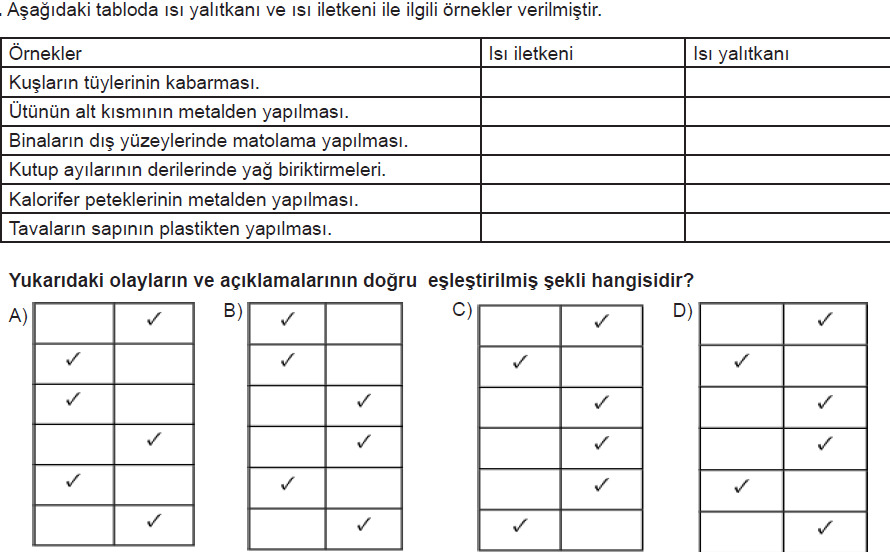 . Aşağıdaki tabloda ısı yalıtkanı ve ısı iletkeni ile ilgili örnekler verilmiştir.
Örnekler Isı iletkeni Isı yalıtkanı
Kuşların tüylerinin kabarması.
Ütünün alt kısmının metalden yapılması.
Binaların dış yüzeylerinde matolama yapılması.
Kutup ayılarının derilerinde yağ biriktirmeleri.
Kalorifer peteklerinin metalden yapılması.
Tavaların sapının plastikten yapılması.
Yukarıdaki olayların ve açıklamalarının doğru eşleştirilmiş şekli hangisidir?
A) B) C) D)
✓ ✓ ✓ ✓
✓ ✓ ✓ ✓
✓ ✓ ✓ ✓
✓ ✓ ✓ ✓
✓ ✓ ✓ ✓
✓ ✓ ✓ ✓